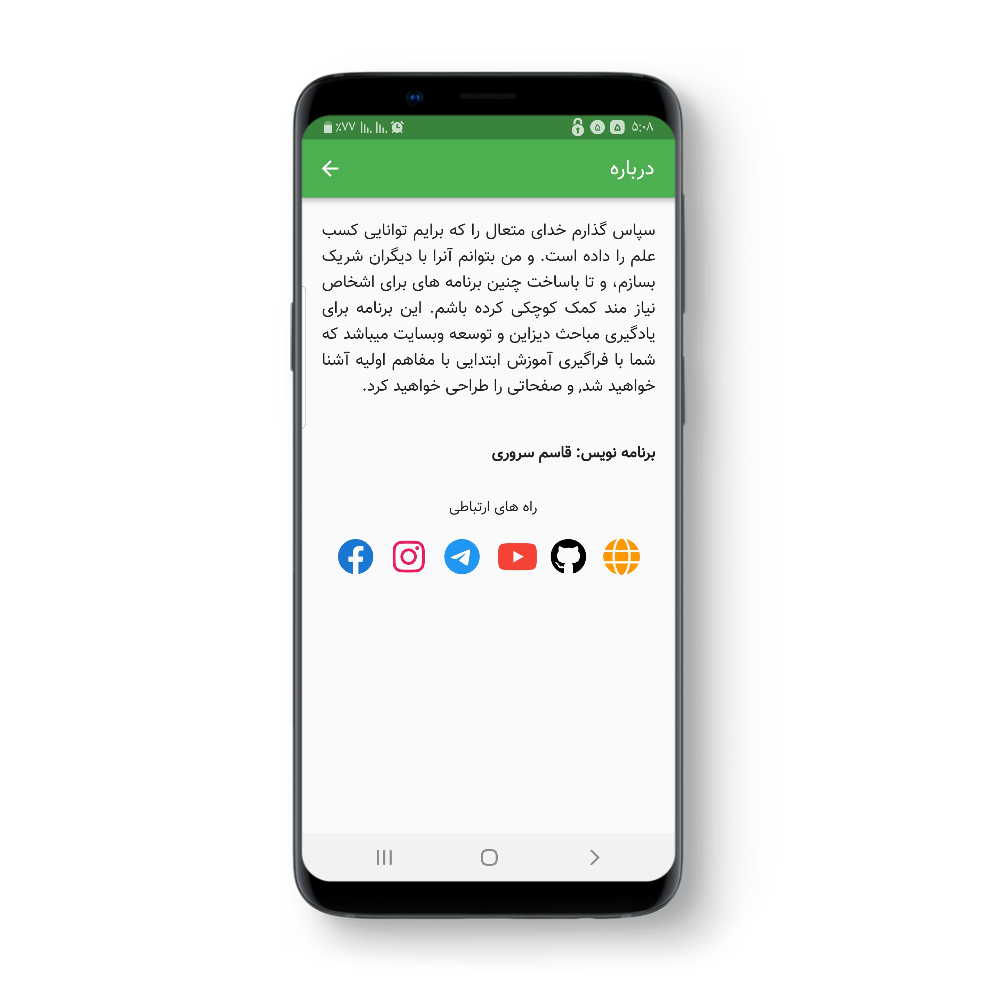 ۵:۰۸ ۵ ۵ ٪۷۷
درباره
سپاس گذارم خدای متعال را که برایم توانایی کسب
علم را داده است. و من بتوانم آنرا با دیگران شریک
بسازم، و تا باساخت چنین برنامه های برای اشخاص
نیاز مند کمک کوچکی کرده باشم. این برنامه برای
یادگیری مباحث دیزاین و توسعه وبسایت میباشد که
شما با فراگیری آموزش ابتدایی با مفاهم اولیه آشنا
خواهید شد, و صفحاتی را طراحی خواهید کرد.
برنامه نویس: قاسم سروری
راه های ارتباطی